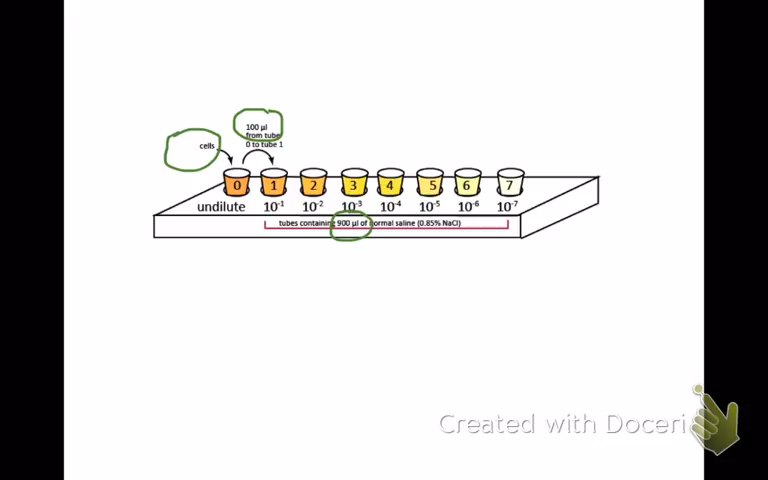 100 µl
from tube
0 to tube 1
cells
0 1 2 3 4 5 6 7
undilute 10⁻¹ 10⁻² 10⁻³ 10⁻⁴ 10⁻⁵ 10⁻⁶ 10⁻⁷
tubes containing 900 µl of normal saline (0.85% NaCl)
Created with Doceri